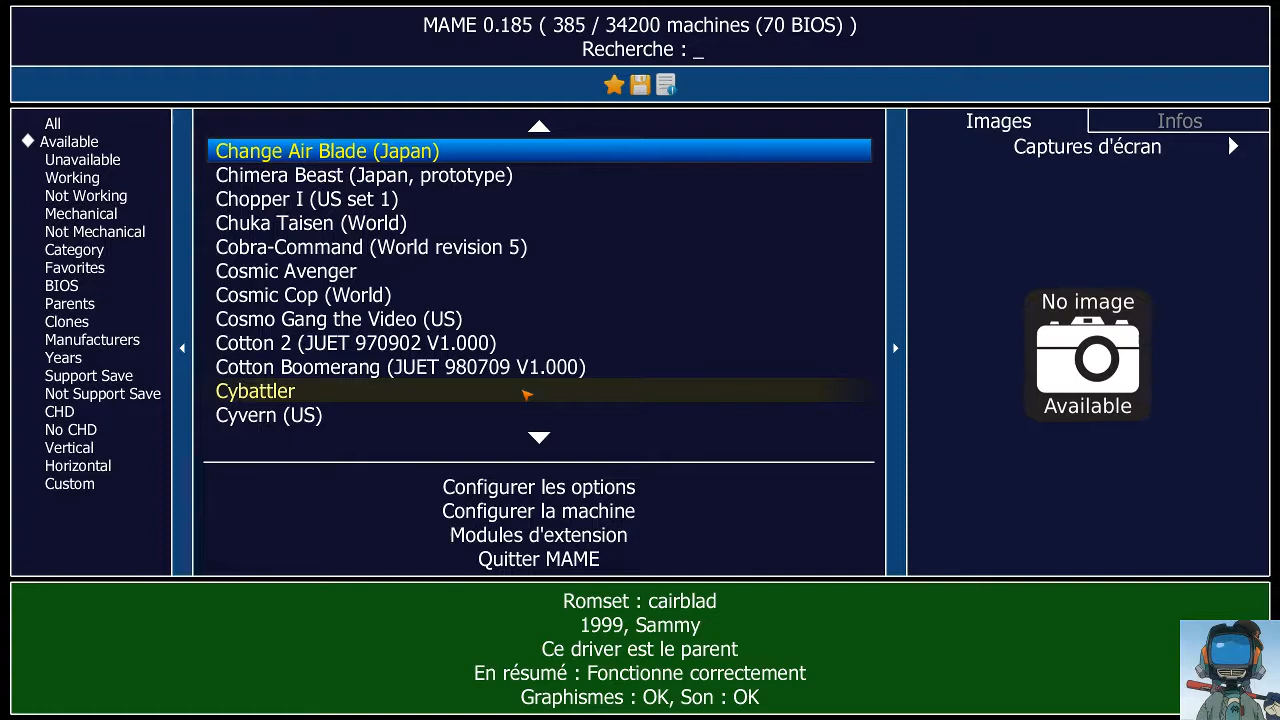 MAME 0.185 ( 385 / 34200 machines (70 BIOS) )
Recherche : _
All
Available
Unavailable
Working
Not Working
Mechanical
Not Mechanical
Category
Favorites
BIOS
Parents
Clones
Manufacturers
Years
Support Save
Not Support Save
CHD
No CHD
Vertical
Horizontal
Custom
Change Air Blade (Japan)
Chimera Beast (Japan, prototype)
Chopper I (US set 1)
Chuka Taisen (World)
Cobra-Command (World revision 5)
Cosmic Avenger
Cosmic Cop (World)
Cosmo Gang the Video (US)
Cotton 2 (JUET 970902 V1.000)
Cotton Boomerang (JUET 980709 V1.000)
Cybattler
Cyvern (US)
Configurer les options
Configurer la machine
Modules d'extension
Quitter MAME
Images
Infos
Captures d'écran
No image
Available
Romset : cairblad
1999, Sammy
Ce driver est le parent
En résumé : Fonctionne correctement
Graphismes : OK, Son : OK